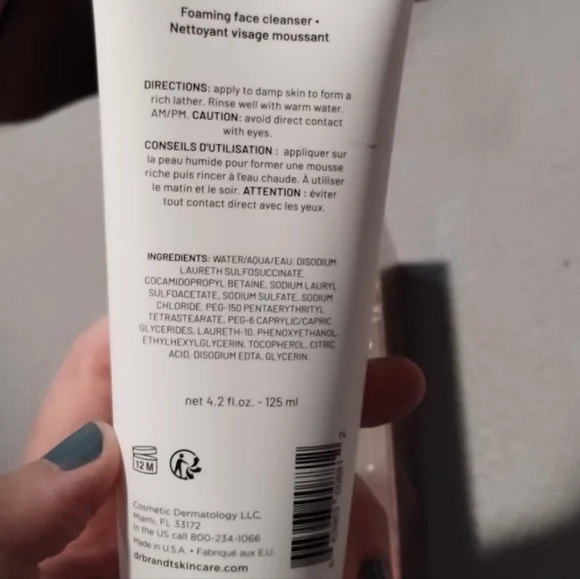 Foaming face cleanser •
Nettoyant visage moussant
DIRECTIONS: apply to damp skin to form a
rich lather. Rinse well with warm water.
AM/PM. CAUTION: avoid direct contact
with eyes.
CONSEILS D'UTILISATION : appliquer sur
la peau humide pour former une mousse
riche puis rincer à l'eau chaude. À utiliser
le matin et le soir. ATTENTION : éviter
tout contact direct avec les yeux.
INGREDIENTS: WATER/AQUA/EAU, DISODIUM
LAURETH SULFOSUCCINATE,
COCAMIDOPROPYL BETAINE, SODIUM LAURYL
SULFOACETATE, SODIUM SULFATE, SODIUM
CHLORIDE, PEG-150 PENTAERYTHRITYL
TETRASTEARATE, PEG-6 CAPRYLIC/CAPRIC
GLYCERIDES, LAURETH-10, PHENOXYETHANOL,
ETHYLHEXYLGLYCERIN, TOCOPHEROL, CITRIC
ACID, DISODIUM EDTA, GLYCERIN.
net 4.2 fl.oz. - 125 ml
12 M
Cosmetic Dermatology LLC,
Miami, FL 33172
In the US call 800-234-1066
Made in U.S.A. • Fabriqué aux E.U.
drbrandtskincare.com